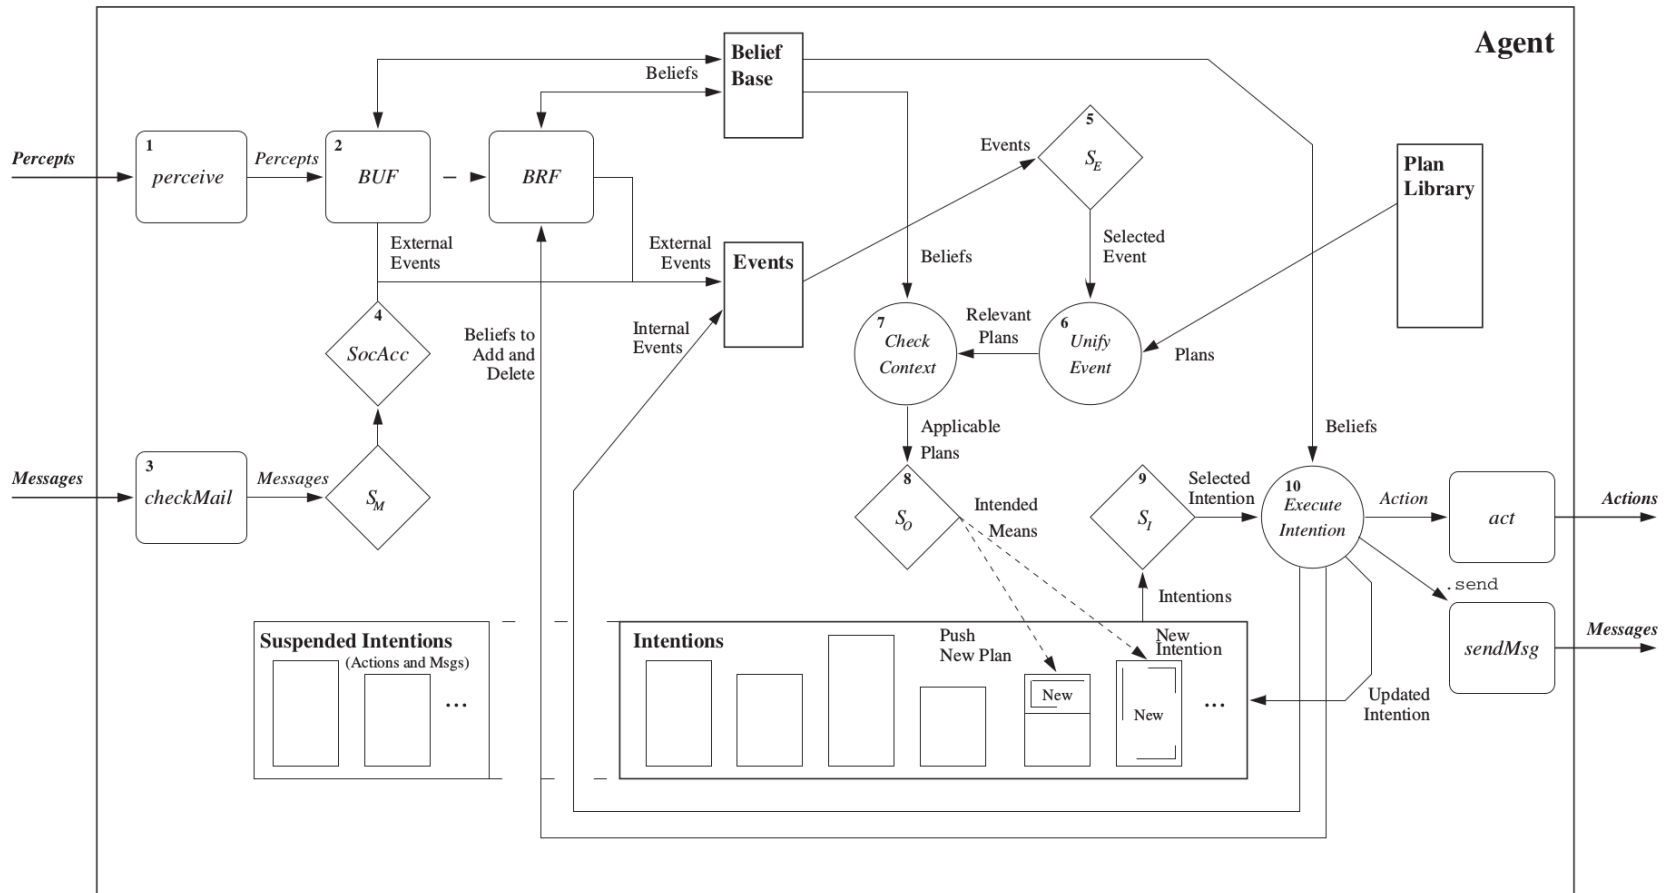 Agent
Belief
Base
Beliefs
5
S_E
Events
1
perceive
2
BUF
BRF
Percepts
Percepts
Plan
Library
External
Events
External
Events
Events
Selected
Event
Beliefs
4
SocAcc
Beliefs to
Add and
Delete
Internal
Events
7
Check
Context
Relevant
Plans
6
Unify
Event
Plans
Applicable
Plans
Beliefs
Messages
3
checkMail
Messages
S_M
8
S_O
Intended
Means
9
S_I
Selected
Intention
10
Execute
Intention
Action
act
Actions
.send
Intentions
sendMsg
Messages
Suspended Intentions
(Actions and Msgs)
...
Intentions
Push
New Plan
New
Intention
New
New
...
Updated
Intention